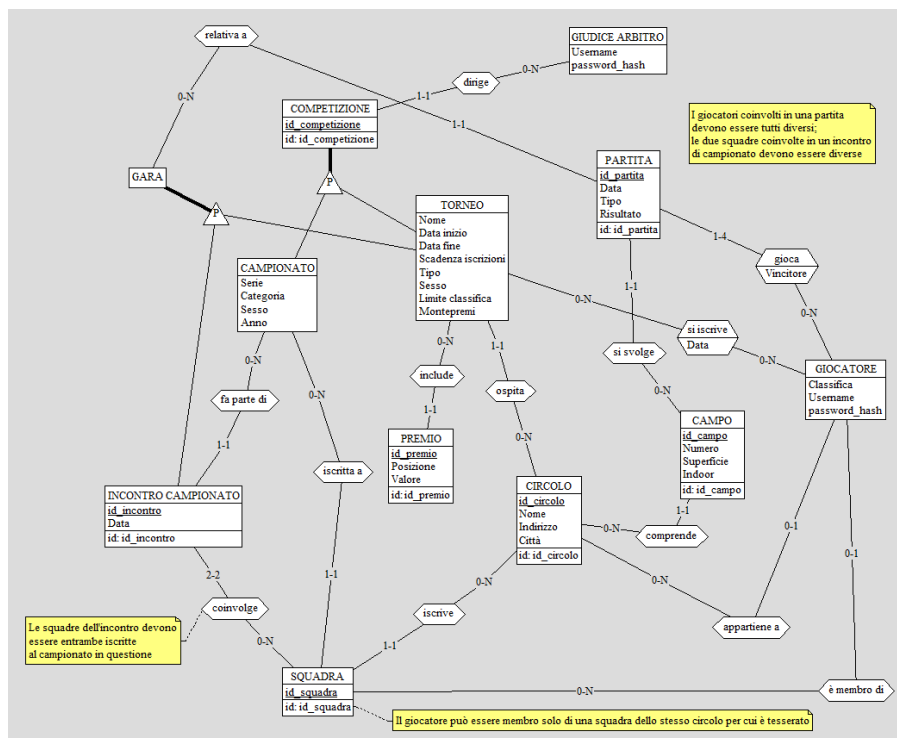 relativa a
GIUDICE ARBITRO
Username
password_hash
0-N
dirige
0-N
1-1
COMPETIZIONE
id_competizione
id: id_competizione
1-1
I giocatori coinvolti in una partita
devono essere tutti diversi;
le due squadre coinvolte in un incontro
di campionato devono essere diverse
GARA
P
P
PARTITA
id_partita
Data
Tipo
Risultato
id: id_partita
TORNEO
Nome
Data inizio
Data fine
Scadenza iscrizioni
Tipo
Sesso
Limite classifica
Montepremi
1-4
gioca
Vincitore
CAMPIONATO
Serie
Categoria
Sesso
Anno
1-1
0-N
0-N
si iscrive
Data
0-N
0-N
0-N
1-1
include
ospita
si svolge
GIOCATORE
Classifica
Username
password_hash
fa parte di
0-N
1-1
0-N
0-N
1-1
PREMIO
id_premio
Posizione
Valore
id: id_premio
CAMPO
id_campo
Numero
Superficie
Indoor
id: id_campo
iscritta a
INCONTRO CAMPIONATO
id_incontro
Data
id: id_incontro
CIRCOLO
id_circolo
Nome
Indirizzo
Città
id: id_circolo
1-1
0-N
comprende
0-1
0-1
2-2
1-1
0-N
0-N
coinvolge
iscrive
appartiene a
Le squadre dell'incontro devono
essere entrambe iscritte
al campionato in questione
0-N
1-1
SQUADRA
id_squadra
id: id_squadra
0-N
è membro di
Il giocatore può essere membro solo di una squadra dello stesso circolo per cui è tesserato